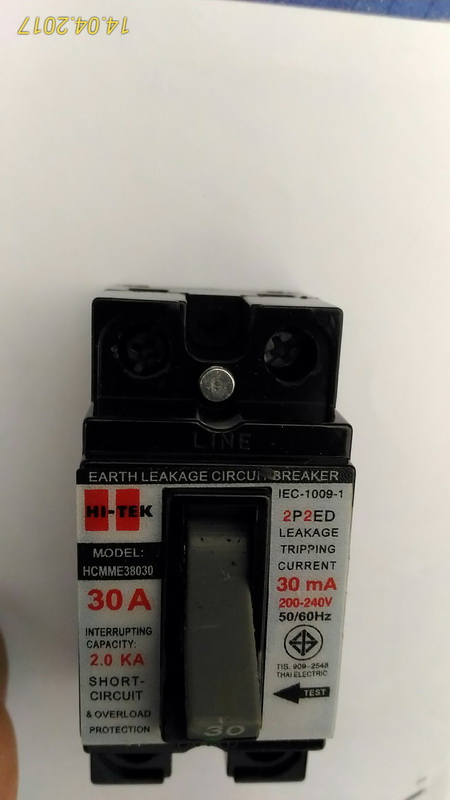 14.04.2017
LINE
EARTH LEAKAGE CIRCUIT BREAKER
HI-TEK
MODEL:
HCMME38030
30 A
INTERRUPTING
CAPACITY:
2.0 KA
SHORT-
CIRCUIT
& OVERLOAD
PROTECTION
IEC-1009-1
2P2ED
LEAKAGE
TRIPPING
CURRENT
30 mA
200-240V
50/60Hz
TIS. 909-2548
THAI ELECTRIC
TEST
30